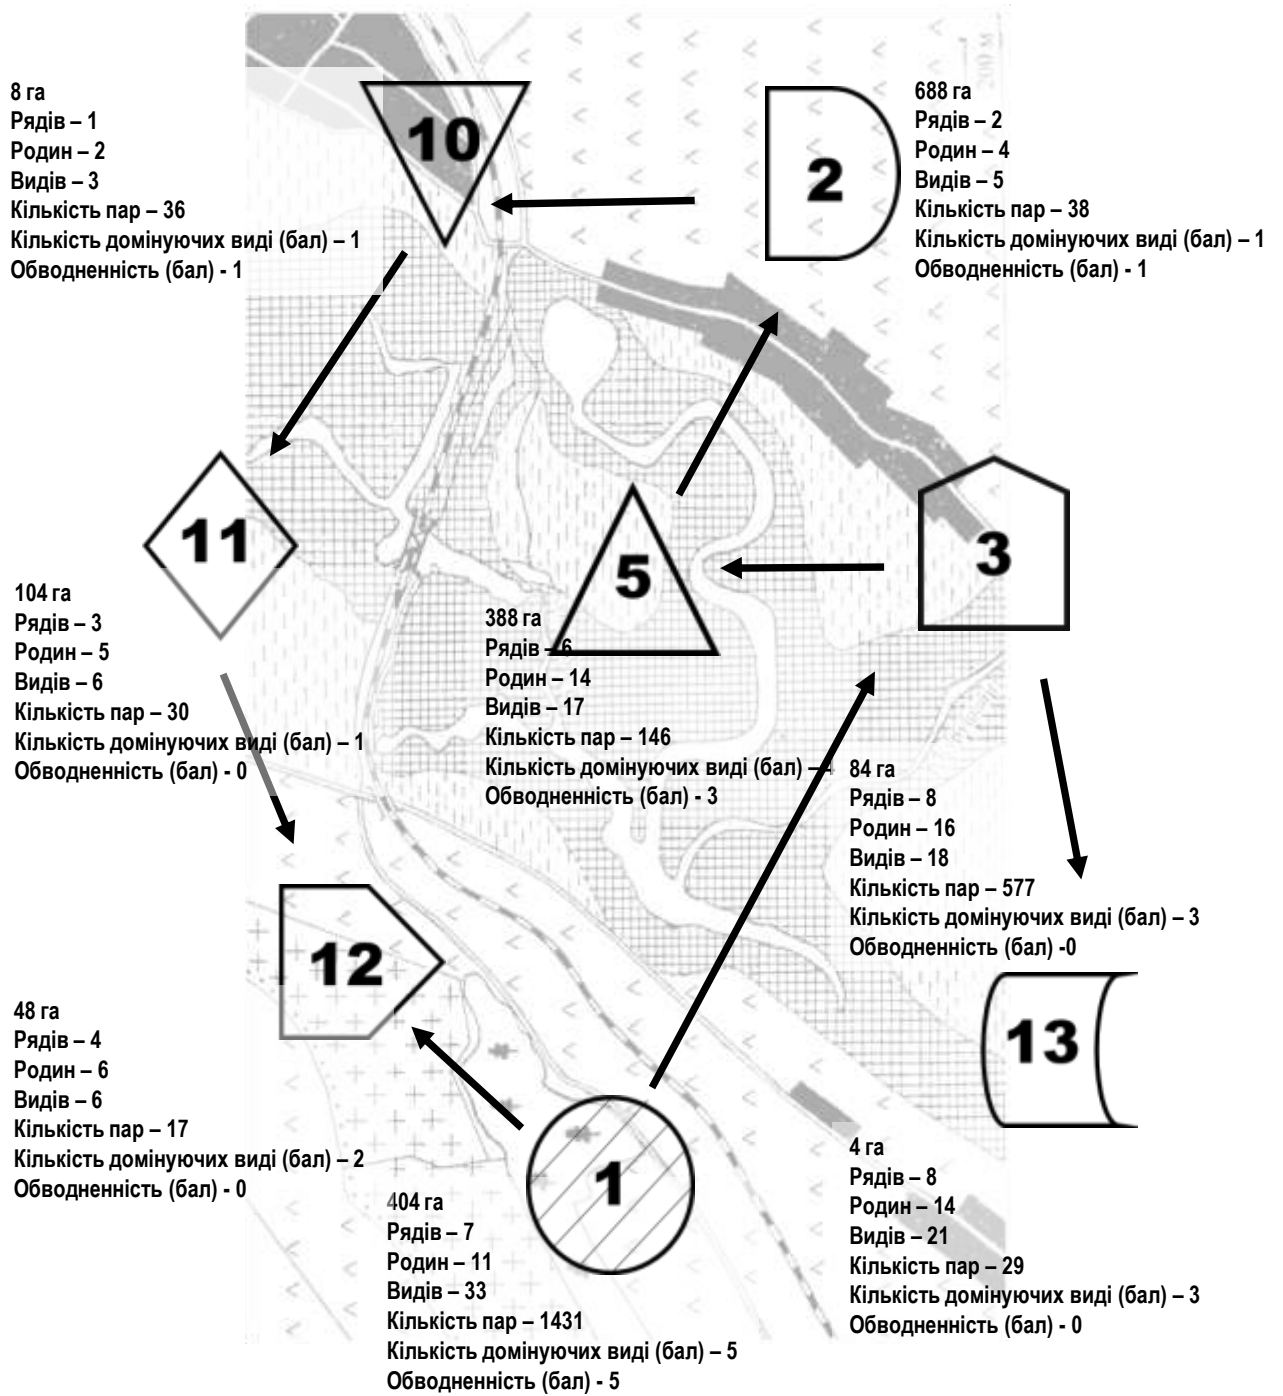 200 м
8 га
Рядів – 1
Родин – 2
Видів – 3
Кількість пар – 36
Кількість домінуючих виді (бал) – 1
Обводненність (бал) - 1
10
2
688 га
Рядів – 2
Родин – 4
Видів – 5
Кількість пар – 38
Кількість домінуючих виді (бал) – 1
Обводненність (бал) - 1
11
104 га
Рядів – 3
Родин – 5
Видів – 6
Кількість пар – 30
Кількість домінуючих виді (бал) – 1
Обводненність (бал) - 0
5
388 га
Рядів – 6
Родин – 14
Видів – 17
Кількість пар – 146
Кількість домінуючих виді (бал) –
Обводненність (бал) - 3
3
84 га
Рядів – 8
Родин – 16
Видів – 18
Кількість пар – 577
Кількість домінуючих виді (бал) – 3
Обводненність (бал) -0
12
48 га
Рядів – 4
Родин – 6
Видів – 6
Кількість пар – 17
Кількість домінуючих виді (бал) – 2
Обводненність (бал) - 0
1
404 га
Рядів – 7
Родин – 11
Видів – 33
Кількість пар – 1431
Кількість домінуючих виді (бал) – 5
Обводненність (бал) - 5
13
4 га
Рядів – 8
Родин – 14
Видів – 21
Кількість пар – 29
Кількість домінуючих виді (бал) – 3
Обводненність (бал) - 0